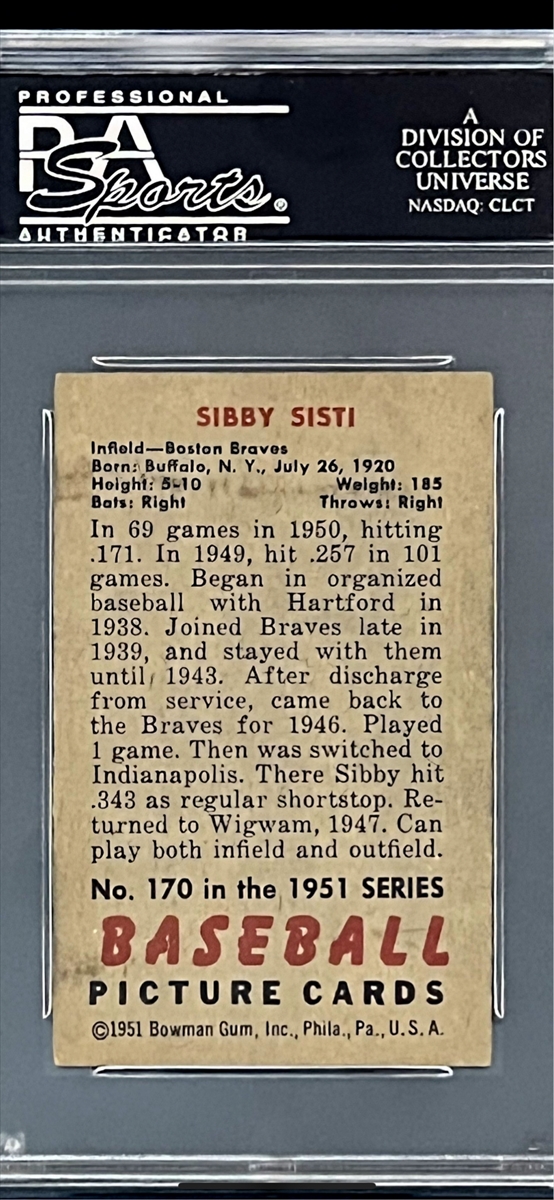 PROFESSIONAL
PSA
Sports®
AUTHENTICATOR
A
DIVISION OF
COLLECTORS
UNIVERSE
NASDAQ: CLCT
SIBBY SISTI
Infield—Boston Braves
Born: Buffalo, N. Y., July 26, 1920
Height: 5-10 Weight: 185
Bats: Right Throws: Right
In 69 games in 1950, hitting
.171. In 1949, hit .257 in 101
games. Began in organized
baseball with Hartford in
1938. Joined Braves late in
1939, and stayed with them
until 1943. After discharge
from service, came back to
the Braves for 1946. Played
1 game. Then was switched to
Indianapolis. There Sibby hit
.343 as regular shortstop. Re-
turned to Wigwam, 1947. Can
play both infield and outfield.
No. 170 in the 1951 SERIES
BASEBALL
PICTURE CARDS
©1951 Bowman Gum, Inc., Phila., Pa., U.S.A.